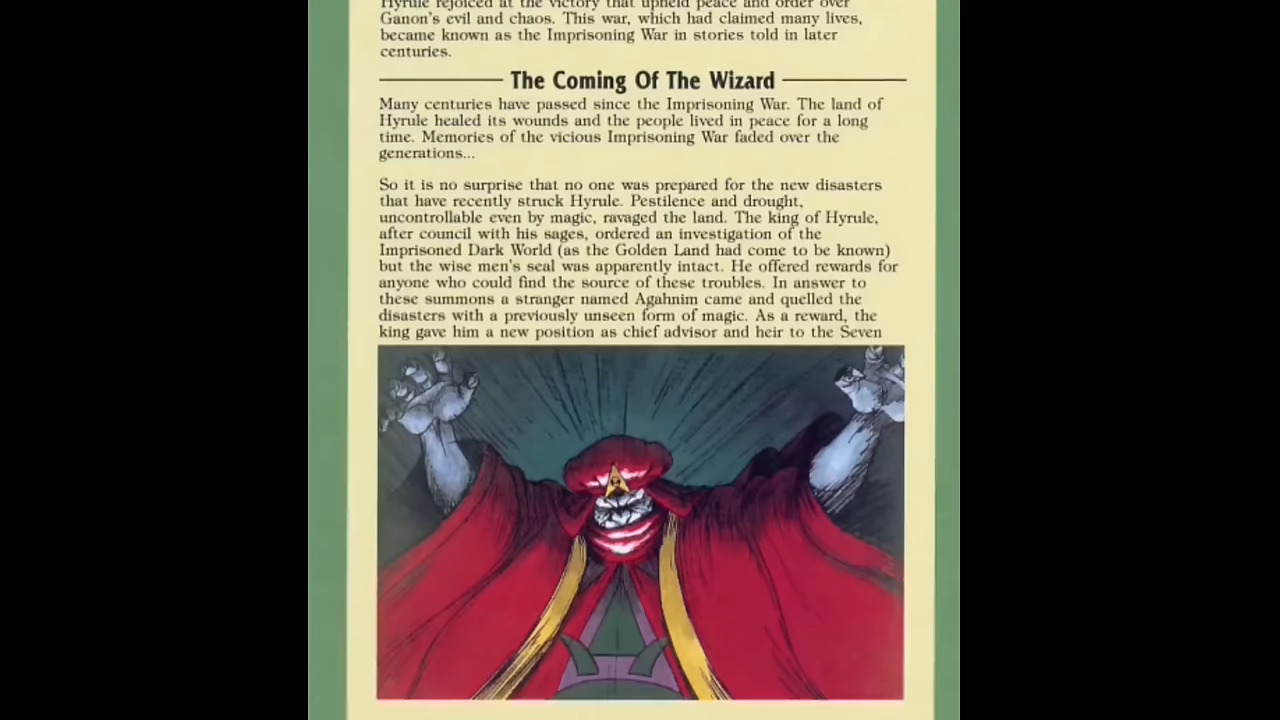 Hyrule rejoiced at the victory that upheld peace and order over
Ganon's evil and chaos. This war, which had claimed many lives,
became known as the Imprisoning War in stories told in later
centuries.
The Coming Of The Wizard
Many centuries have passed since the Imprisoning War. The land of
Hyrule healed its wounds and the people lived in peace for a long
time. Memories of the vicious Imprisoning War faded over the
generations...
So it is no surprise that no one was prepared for the new disasters
that have recently struck Hyrule. Pestilence and drought,
uncontrollable even by magic, ravaged the land. The king of Hyrule,
after council with his sages, ordered an investigation of the
Imprisoned Dark World (as the Golden Land had come to be known)
but the wise men's seal was apparently intact. He offered rewards for
anyone who could find the source of these troubles. In answer to
these summons a stranger named Agahnim came and quelled the
disasters with a previously unseen form of magic. As a reward, the
king gave him a new position as chief advisor and heir to the Seven